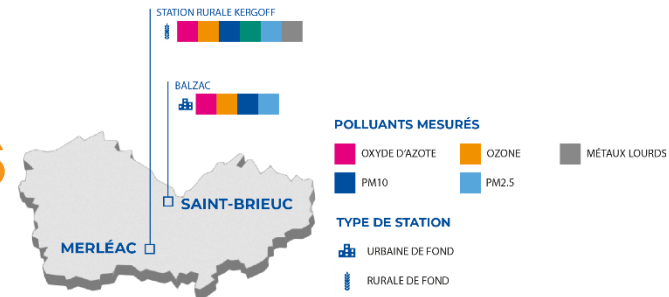 STATION RURALE KERGOFF
BALZAC
SAINT-BRIEUC
MERLÉAC
POLLUANTS MESURÉS
OXYDE D'AZOTE
OZONE
MÉTAUX LOURDS
PM10
PM2.5
TYPE DE STATION
URBAINE DE FOND
RURALE DE FOND